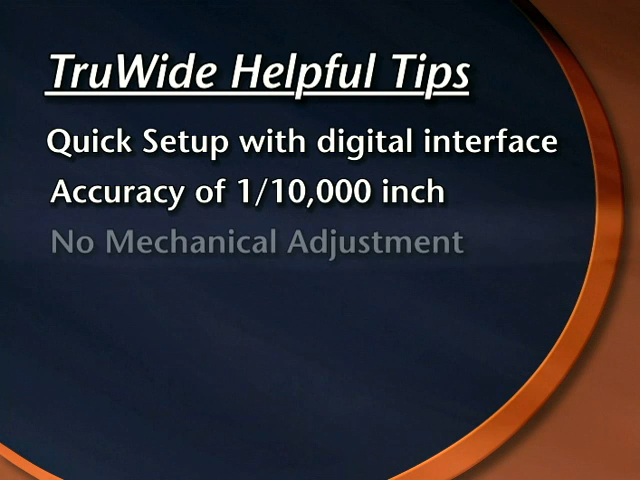 TruWide Helpful Tips
Quick Setup with digital interface
Accuracy of 1/10,000 inch
No Mechanical Adjustment